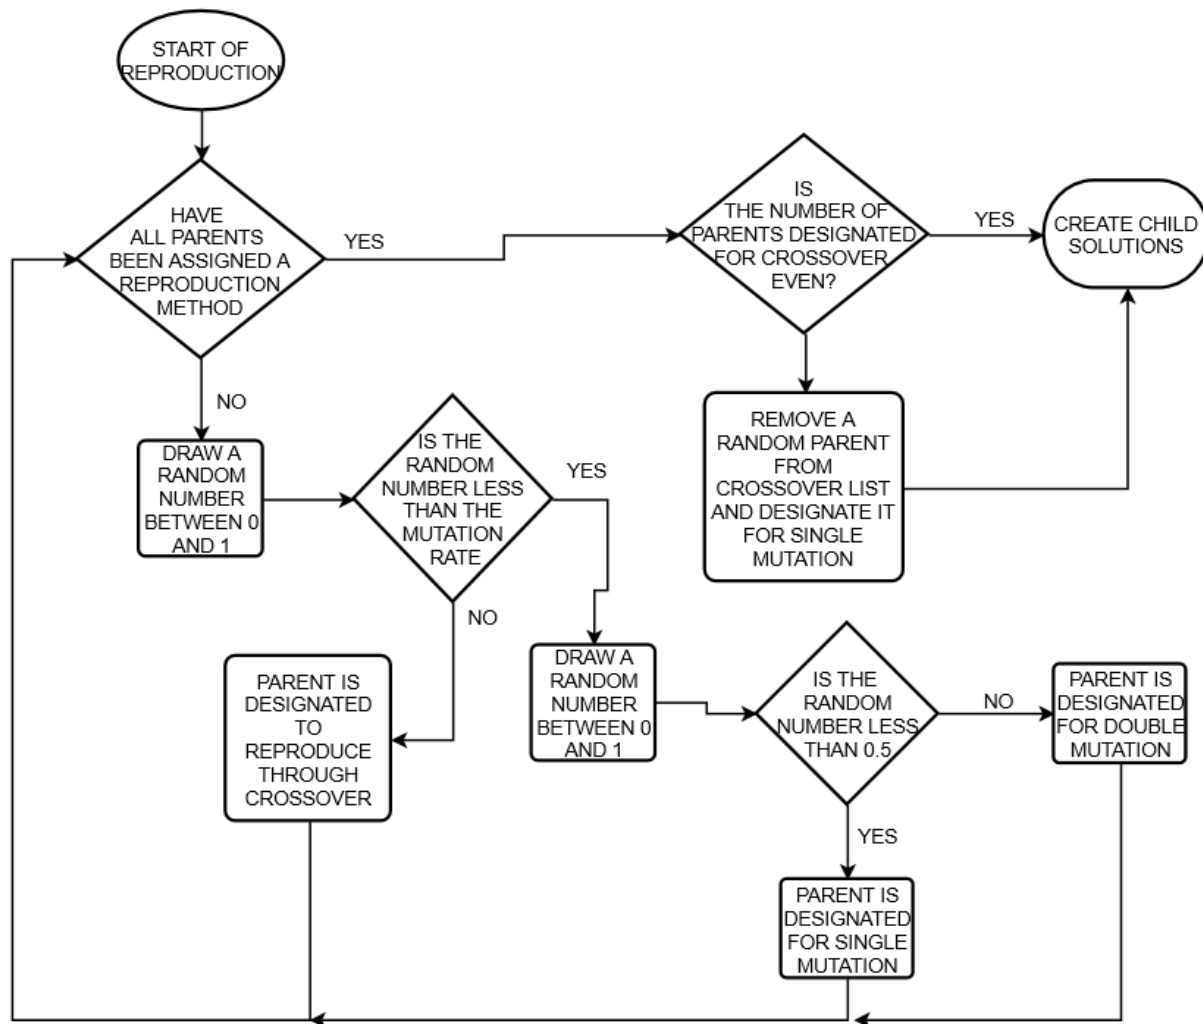 START OF
REPRODUCTION
HAVE
ALL PARENTS
BEEN ASSIGNED A
REPRODUCTION
METHOD
YES
IS
THE NUMBER OF
PARENTS DESIGNATED
FOR CROSSOVER
EVEN?
YES
CREATE CHILD
SOLUTIONS
NO
DRAW A
RANDOM
NUMBER
BETWEEN 0
AND 1
IS THE
RANDOM
NUMBER LESS
THAN THE
MUTATION
RATE
YES
REMOVE A
RANDOM PARENT
FROM
CROSSOVER LIST
AND DESIGNATE IT
FOR SINGLE
MUTATION
NO
PARENT IS
DESIGNATED
TO
REPRODUCE
THROUGH
CROSSOVER
DRAW A
RANDOM
NUMBER
BETWEEN 0
AND 1
IS THE
RANDOM
NUMBER LESS
THAN 0.5
NO
PARENT IS
DESIGNATED
FOR DOUBLE
MUTATION
YES
PARENT IS
DESIGNATED
FOR SINGLE
MUTATION